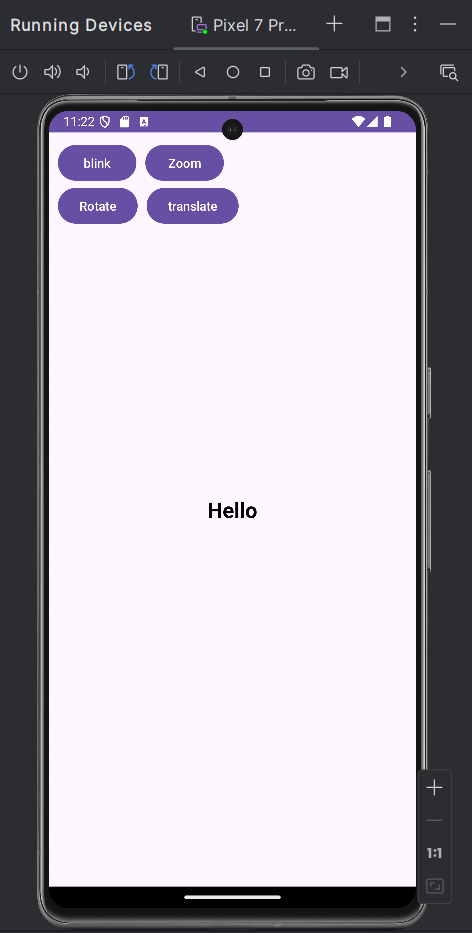 Running Devices Pixel 7 Pr...
11:22 A
blink Zoom
Rotate translate
Hello
1:1